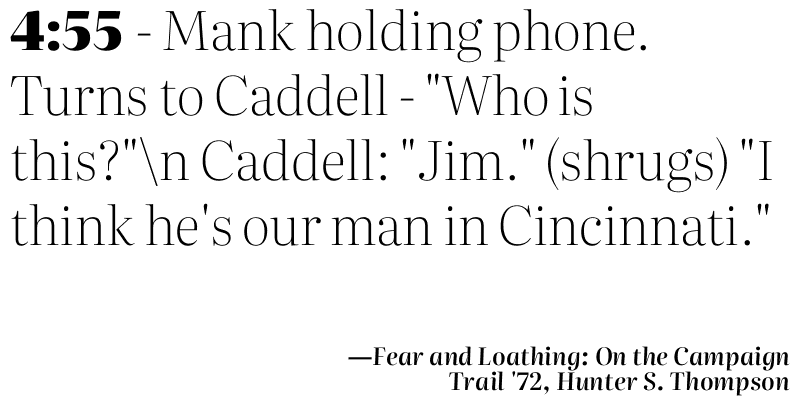 4:55 - Mank holding phone.
Turns to Caddell - "Who is
this?"\n Caddell: "Jim." (shrugs) "I
think he's our man in Cincinnati."
—Fear and Loathing: On the Campaign
Trail '72, Hunter S. Thompson